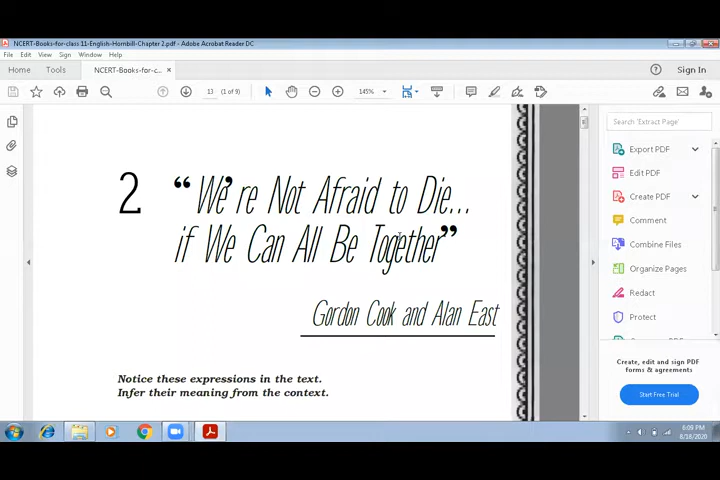 NCERT-Books-for-class 11-English-Hornbill-Chapter 2.pdf - Adobe Acrobat Reader DC
File Edit View Sign Window Help
Home Tools NCERT-Books-for-c... × Sign In
13 (1 of 9) 145%
2 “We’re Not Afraid to Die...
if We Can All Be Together”
Gordon Cook and Alan East
Notice these expressions in the text.
Infer their meaning from the context.
Search 'Extract Page'
Export PDF
Edit PDF
Create PDF
Comment
Combine Files
Organize Pages
Redact
Protect
Create, edit and sign PDF
forms & agreements
Start Free Trial
6:09 PM
8/16/2020